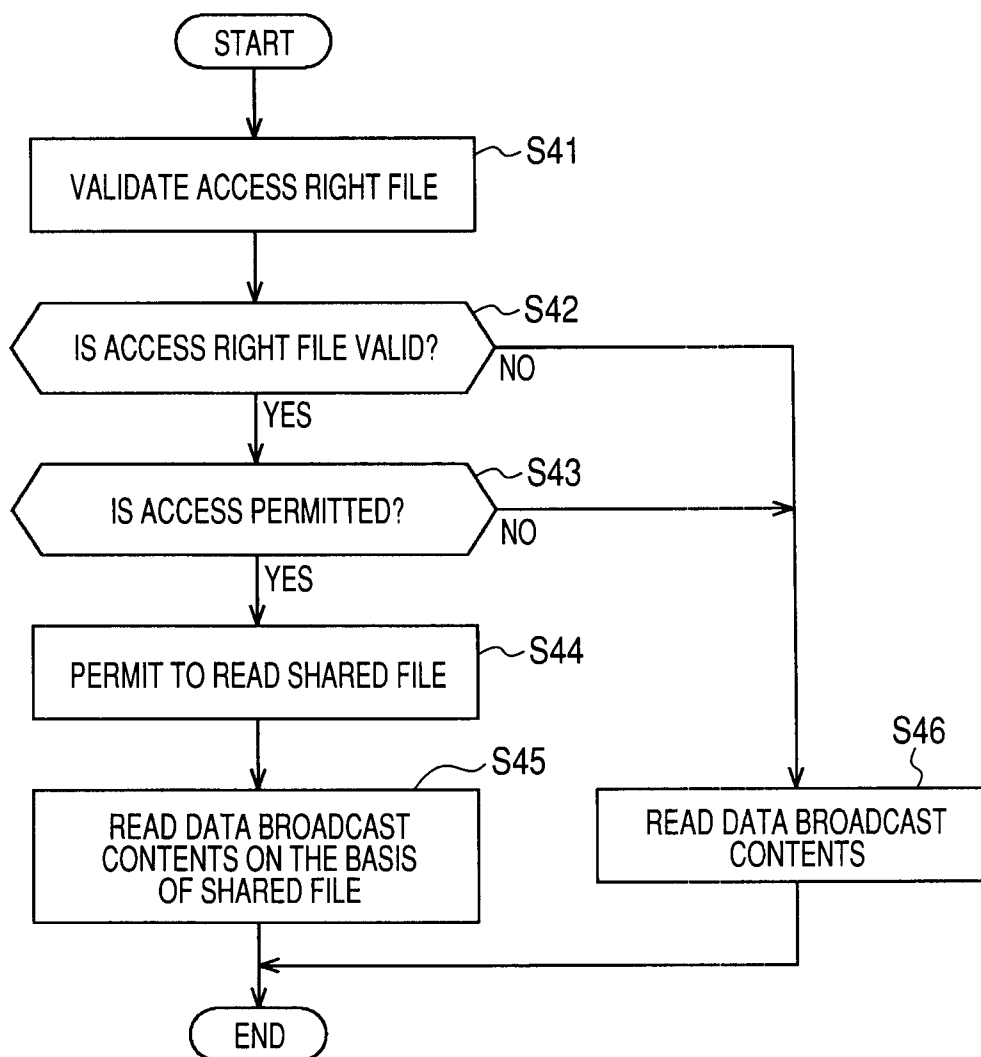 START
S41
VALIDATE ACCESS RIGHT FILE
S42
IS ACCESS RIGHT FILE VALID?
NO
YES
S43
IS ACCESS PERMITTED?
NO
YES
S44
PERMIT TO READ SHARED FILE
S45
READ DATA BROADCAST
CONTENTS ON THE BASIS
OF SHARED FILE
S46
READ DATA BROADCAST
CONTENTS
END